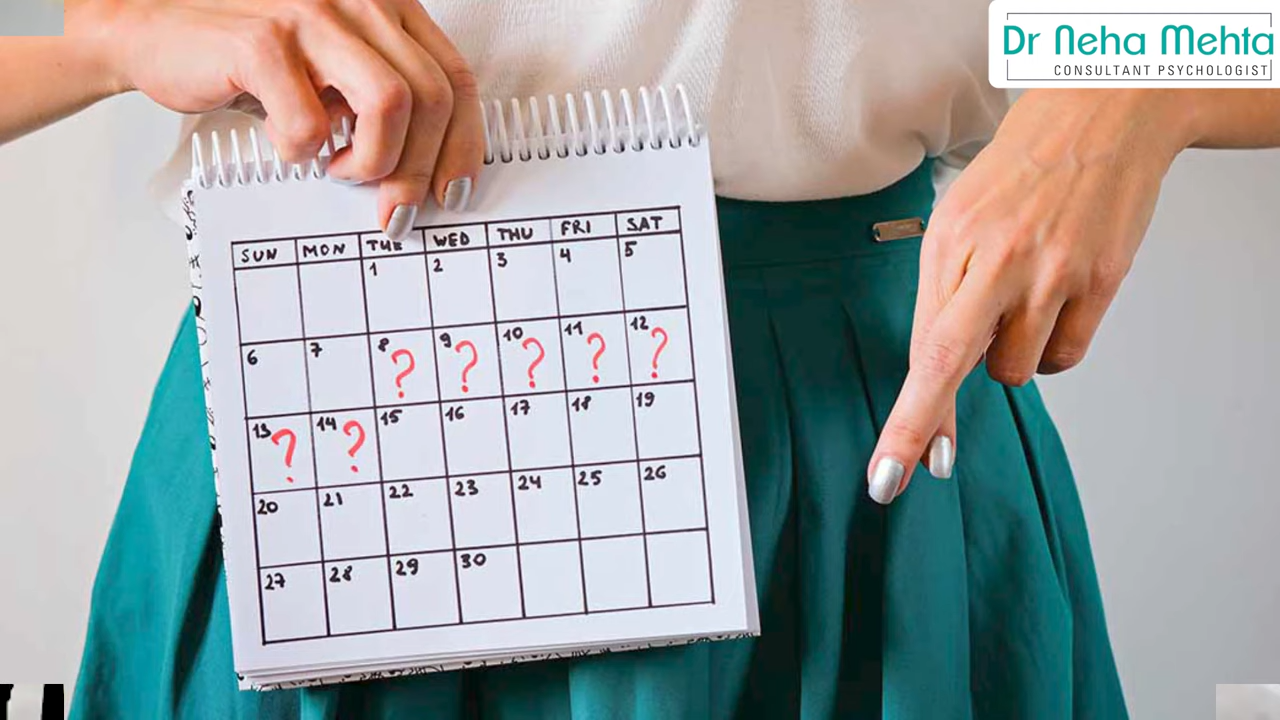 Dr Neha Mehta
CONSULTANT PSYCHOLOGIST
SUN MON TUE WED THU FRI SAT
1 2 3 4 5
6 7 8 ? 9 ? 10 ? 11 ? 12 ?
13 ? 14 ? 15 16 17 18 19
20 21 22 23 24 25 26
27 28 29 30